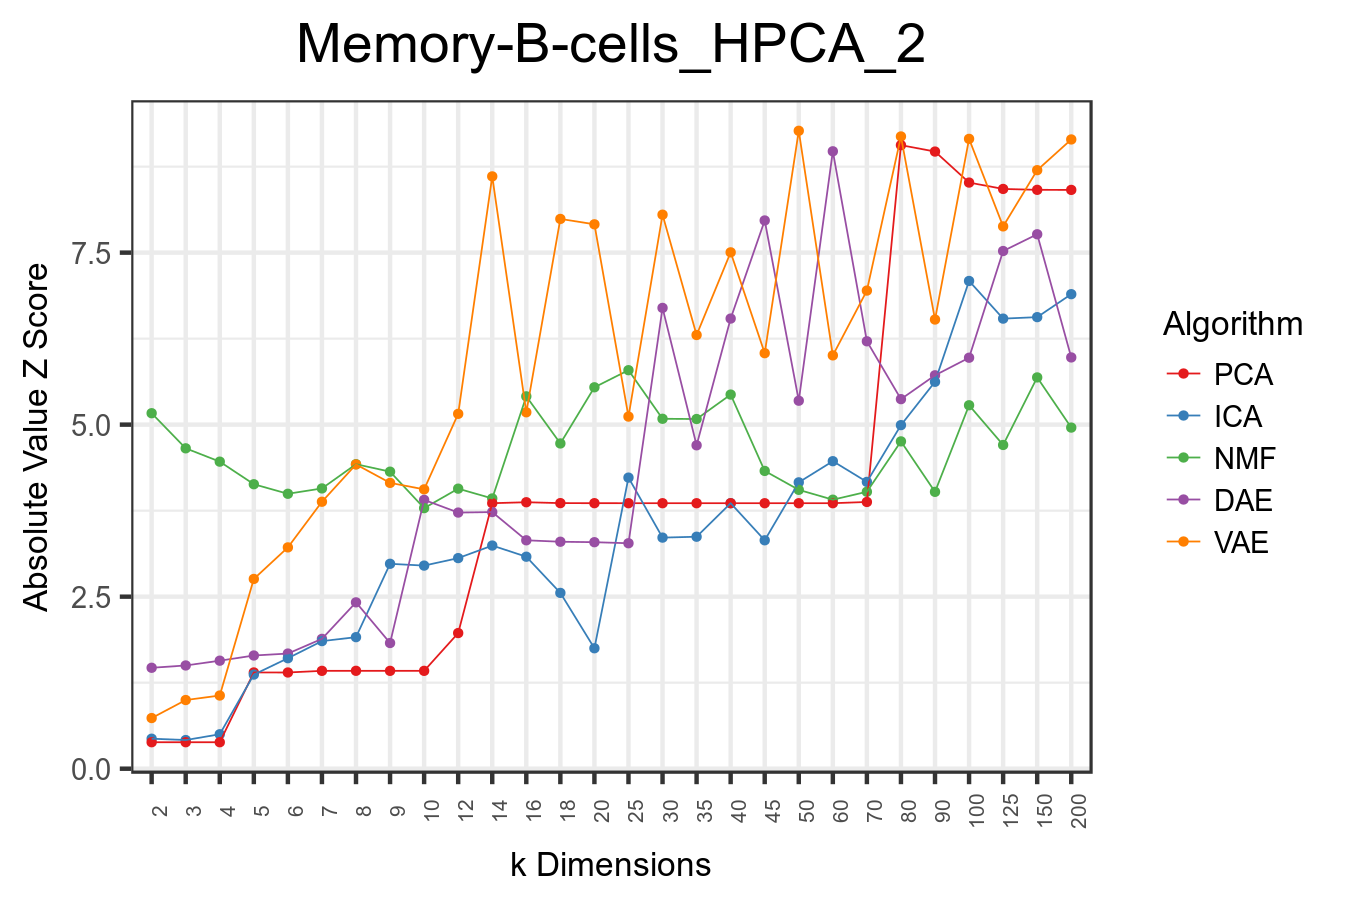 Memory-B-cells_HPCA_2
Absolute Value Z Score
7.5
5.0
2.5
0.0
2 3 4 5 6 7 8 9 10 12 14 16 18 20 25 30 35 40 45 50 60 70 80 90 100 125 150 200
k Dimensions
Algorithm
PCA
ICA
NMF
DAE
VAE